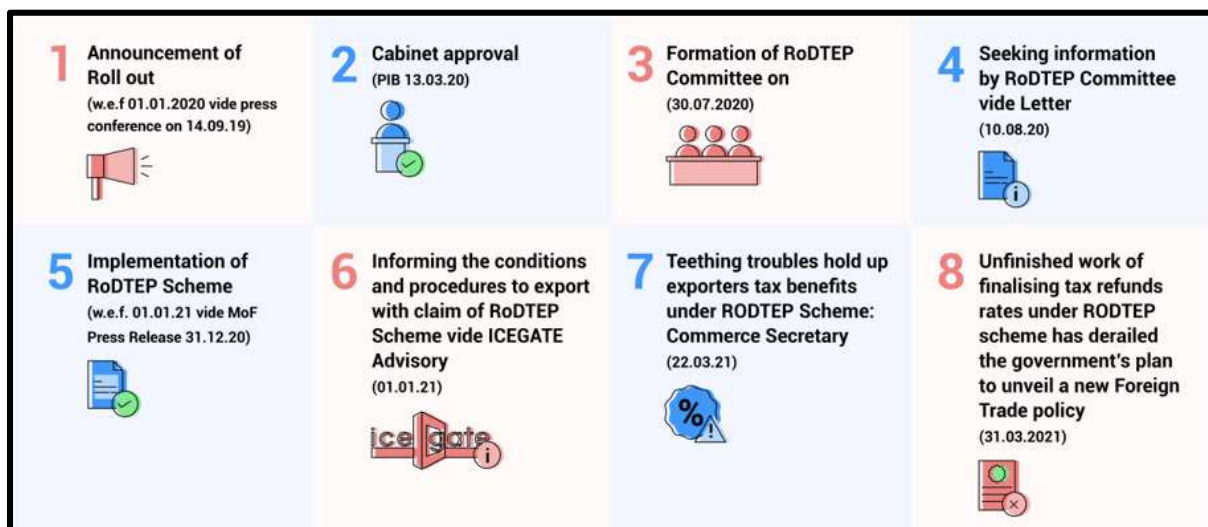 1
Announcement of
Roll out
(w.e.f 01.01.2020 vide press
conference on 14.09.19)
2
Cabinet approval
(PIB 13.03.20)
3
Formation of RoDTEP
Committee on
(30.07.2020)
4
Seeking information
by RoDTEP Committee
vide Letter
(10.08.20)
i
5
Implementation of
RoDTEP Scheme
(w.e.f. 01.01.21 vide MoF
Press Release 31.12.20)
6
Informing the conditions
and procedures to export
with claim of RoDTEP
Scheme vide ICEGATE
Advisory
(01.01.21)
ice gate
i
7
Teething troubles hold up
exporters tax benefits
under RODTEP Scheme:
Commerce Secretary
(22.03.21)
%
!
8
Unfinished work of
finalising tax refunds
rates under RODTEP
scheme has derailed
the government's plan
to unveil a new Foreign
Trade policy
(31.03.2021)